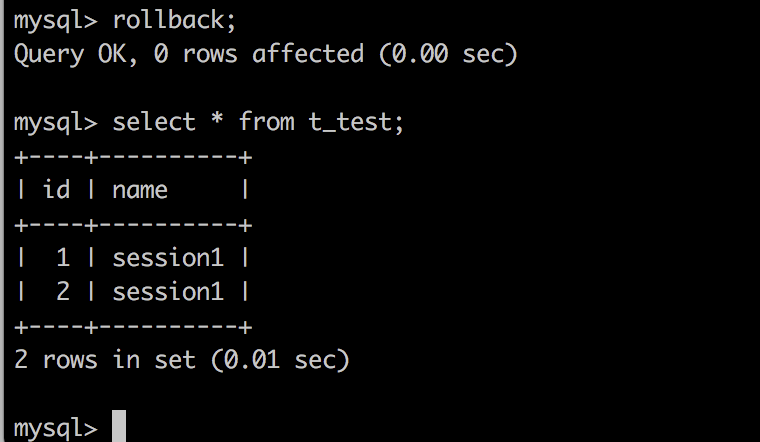 mysql> rollback;
Query OK, 0 rows affected (0.00 sec)
mysql> select * from t_test;
+----+----------+
| id | name     |
+----+----------+
|  1 | session1 |
|  2 | session1 |
+----+----------+
2 rows in set (0.01 sec)
mysql>